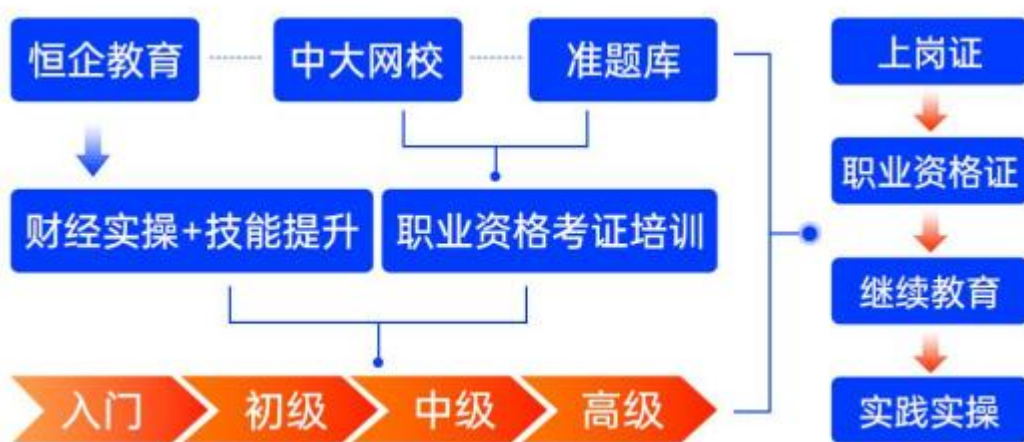 恒企教育
中大网校
准题库
财经实操+技能提升
职业资格考证培训
入门
初级
中级
高级
上岗证
职业资格证
继续教育
实践实操